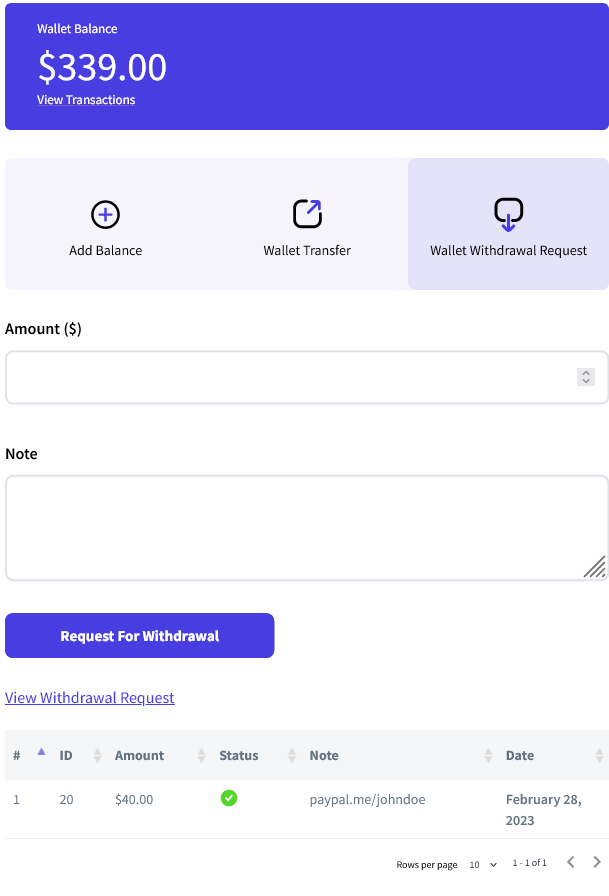 Wallet Balance
$339.00
View Transactions
Add Balance
Wallet Transfer
Wallet Withdrawal Request
Amount ($)
Note
Request For Withdrawal
View Withdrawal Request
# ID Amount Status Note Date
1 20 $40.00 paypal.me/johndoe February 28,
2023
Rows per page 10 1 - 1 of 1